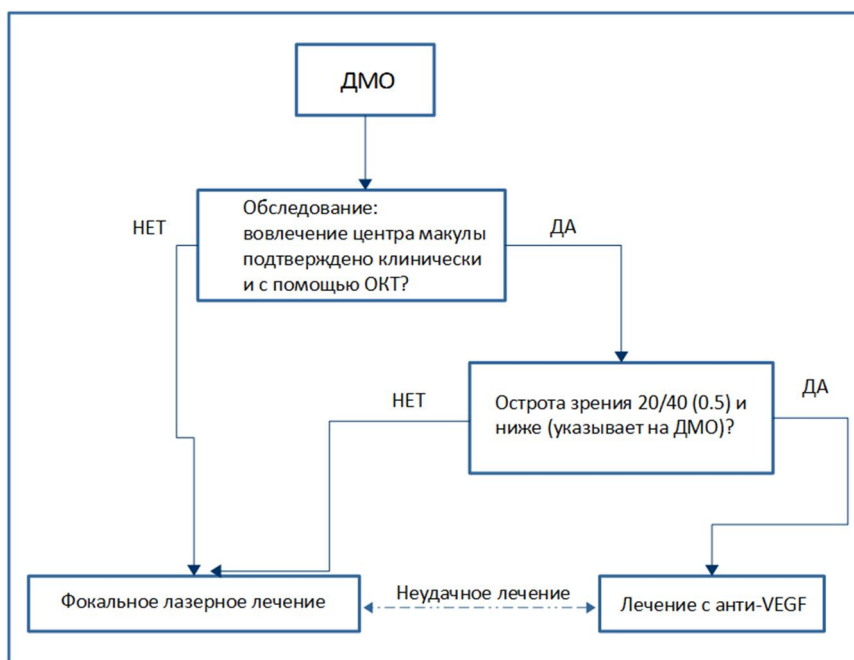 ДМО
Обследование:
вовлечение центра макулы
подтверждено клинически
и с помощью ОКТ?
НЕТ
ДА
Острота зрения 20/40 (0.5) и
ниже (указывает на ДМО)?
НЕТ
ДА
Фокальное лазерное лечение
Неудачное лечение
Лечение с анти-VEGF